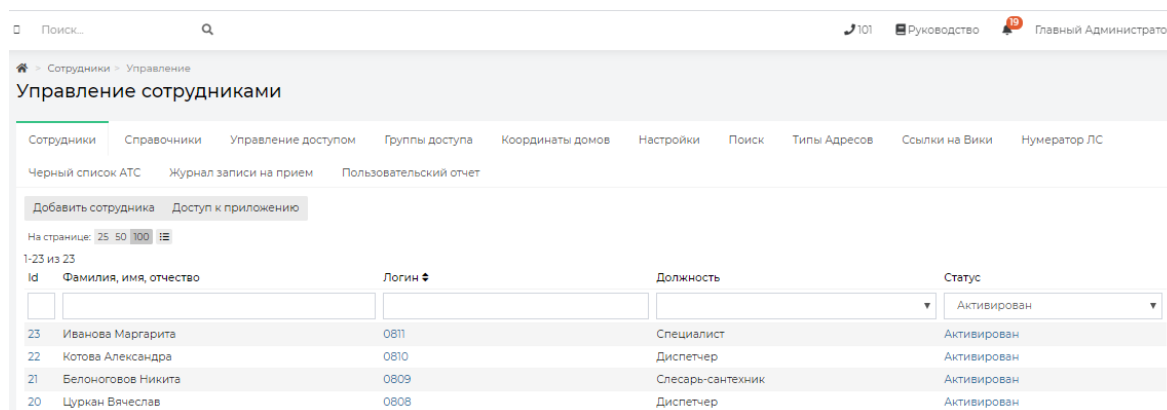 Поиск... 101 Руководство 19 Главный Администрато
> Сотрудники > Управление
Управление сотрудниками
Сотрудники Справочники Управление доступом Группы доступа Координаты домов Настройки Поиск Типы Адресов Ссылки на Вики Нумератор ЛС
Черный список АТС Журнал записи на прием Пользовательский отчет
Добавить сотрудника Доступ к приложению
На странице: 25 50 100
1-23 из 23
Id Фамилия, имя, отчество Логин Должность Статус
Активирован
23 Иванова Маргарита 0811 Специалист Активирован
22 Котова Александра 0810 Диспетчер Активирован
21 Белоноговов Никита 0809 Слесарь-сантехник Активирован
20 Цуркан Вячеслав 0808 Диспетчер Активирован